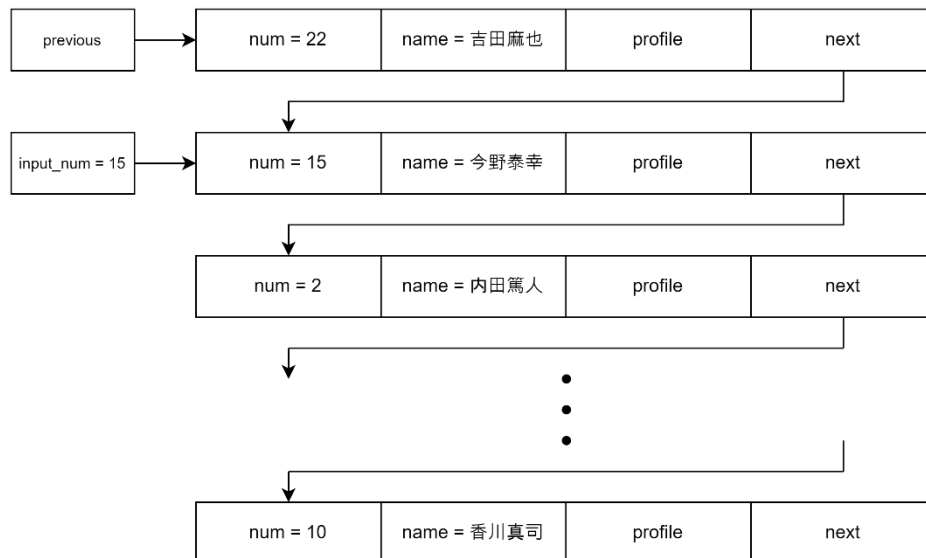 previous
num = 22 name = 吉田麻也 profile next
input_num = 15
num = 15 name = 今野泰幸 profile next
num = 2 name = 内田篤人 profile next
num = 10 name = 香川真司 profile next